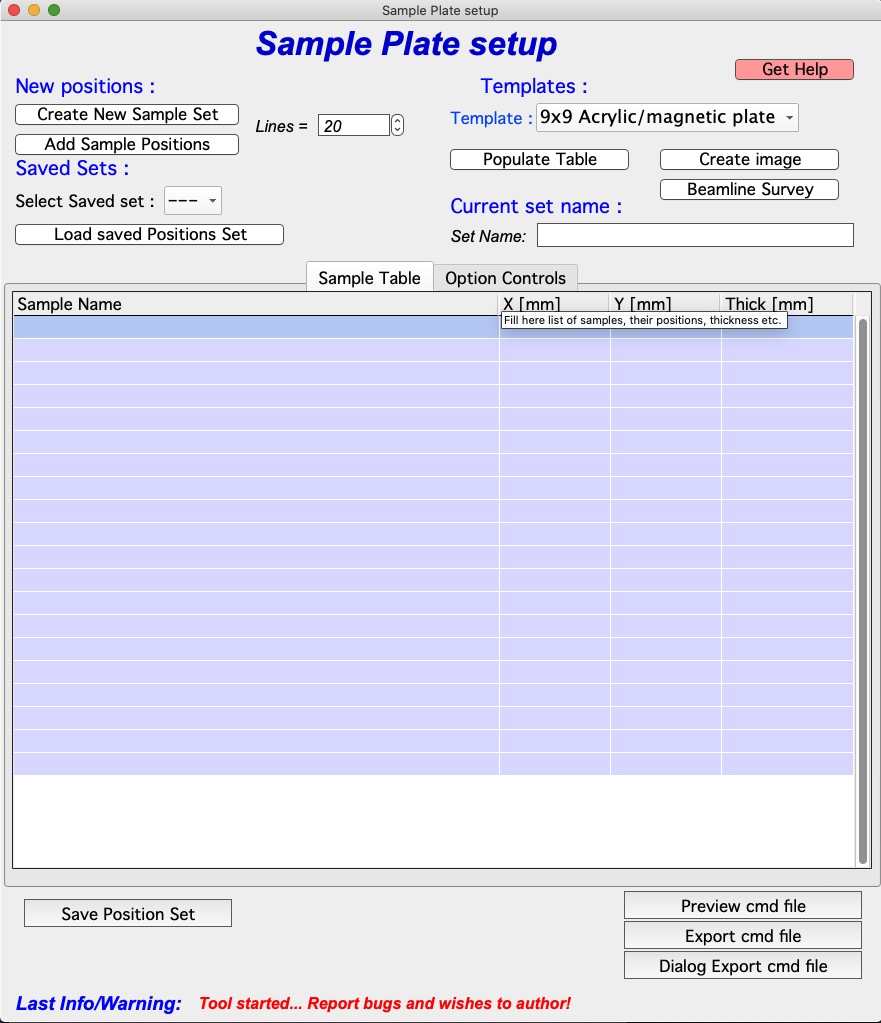 Sample Plate setup
Sample Plate setup
Get Help
New positions :
Templates :
Create New Sample Set
Lines = 20
Template : 9x9 Acrylic/magnetic plate
Add Sample Positions
Populate Table
Create image
Saved Sets :
Beamline Survey
Select Saved set : ---
Current set name :
Load saved Positions Set
Set Name:
Sample Table
Option Controls
Sample Name X [mm] Y [mm] Thick [mm]
Fill here list of samples, their positions, thickness etc.
Save Position Set
Preview cmd file
Export cmd file
Dialog Export cmd file
Last Info/Warning: Tool started... Report bugs and wishes to author!